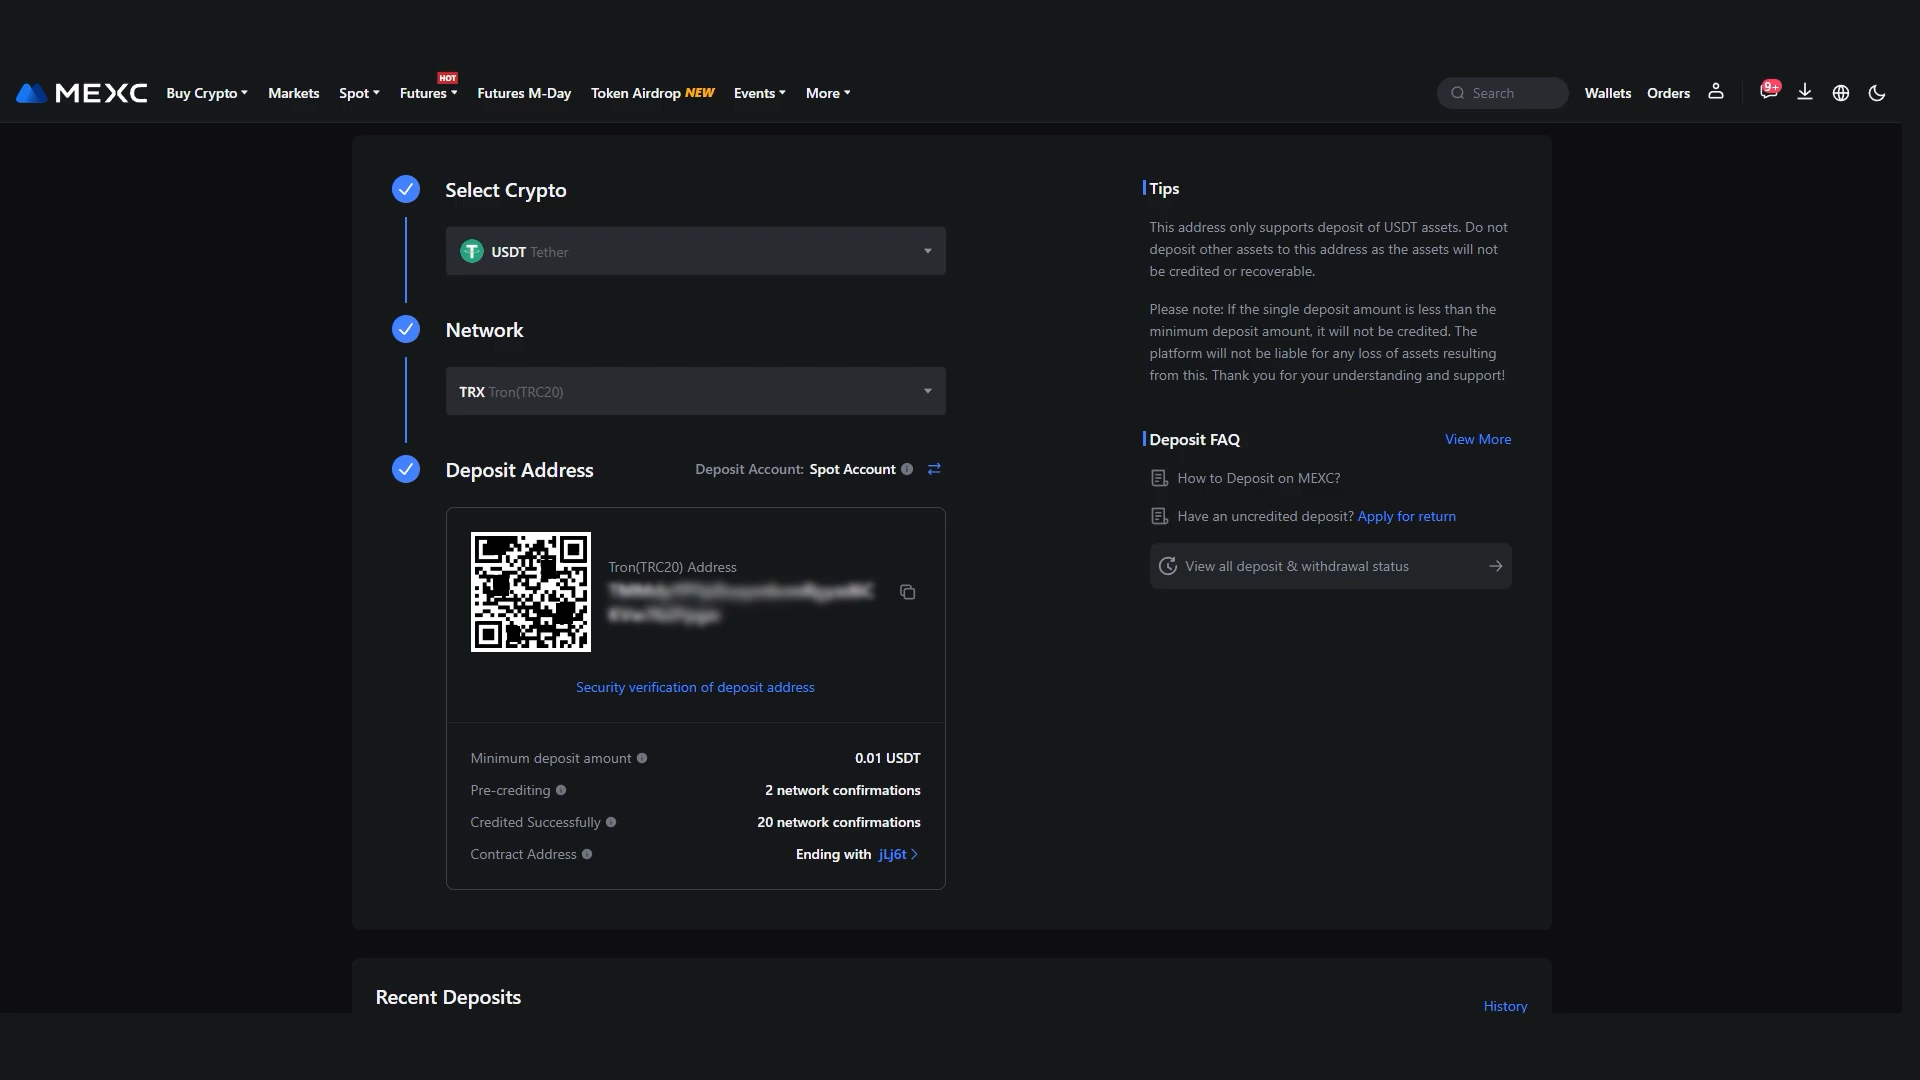 MEXC
Buy Crypto
Markets
Spot
Futures
HOT
Futures M-Day
Token Airdrop NEW
Events
More
Search
Wallets
Orders
9+
Select Crypto
USDT Tether
Network
TRX Tron(TRC20)
Deposit Address
Deposit Account: Spot Account
Tron(TRC20) Address
Security verification of deposit address
Minimum deposit amount
0.01 USDT
Pre-crediting
2 network confirmations
Credited Successfully
20 network confirmations
Contract Address
Ending with jLj6t
Tips
This address only supports deposit of USDT assets. Do not
deposit other assets to this address as the assets will not
be credited or recoverable.
Please note: If the single deposit amount is less than the
minimum deposit amount, it will not be credited. The
platform will not be liable for any loss of assets resulting
from this. Thank you for your understanding and support!
Deposit FAQ
View More
How to Deposit on MEXC?
Have an uncredited deposit? Apply for return
View all deposit & withdrawal status
Recent Deposits
History